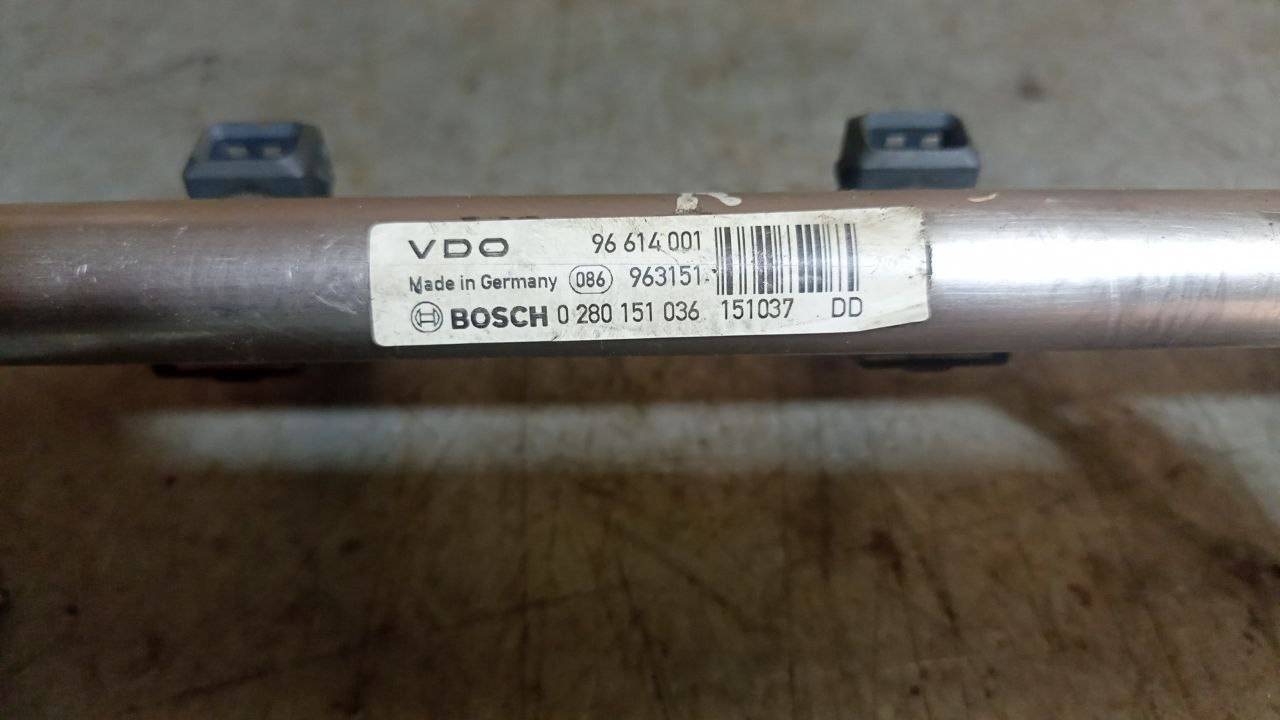 VDO 96 614 001
Made in Germany 086 963151
BOSCH 0 280 151 036 151037 DD